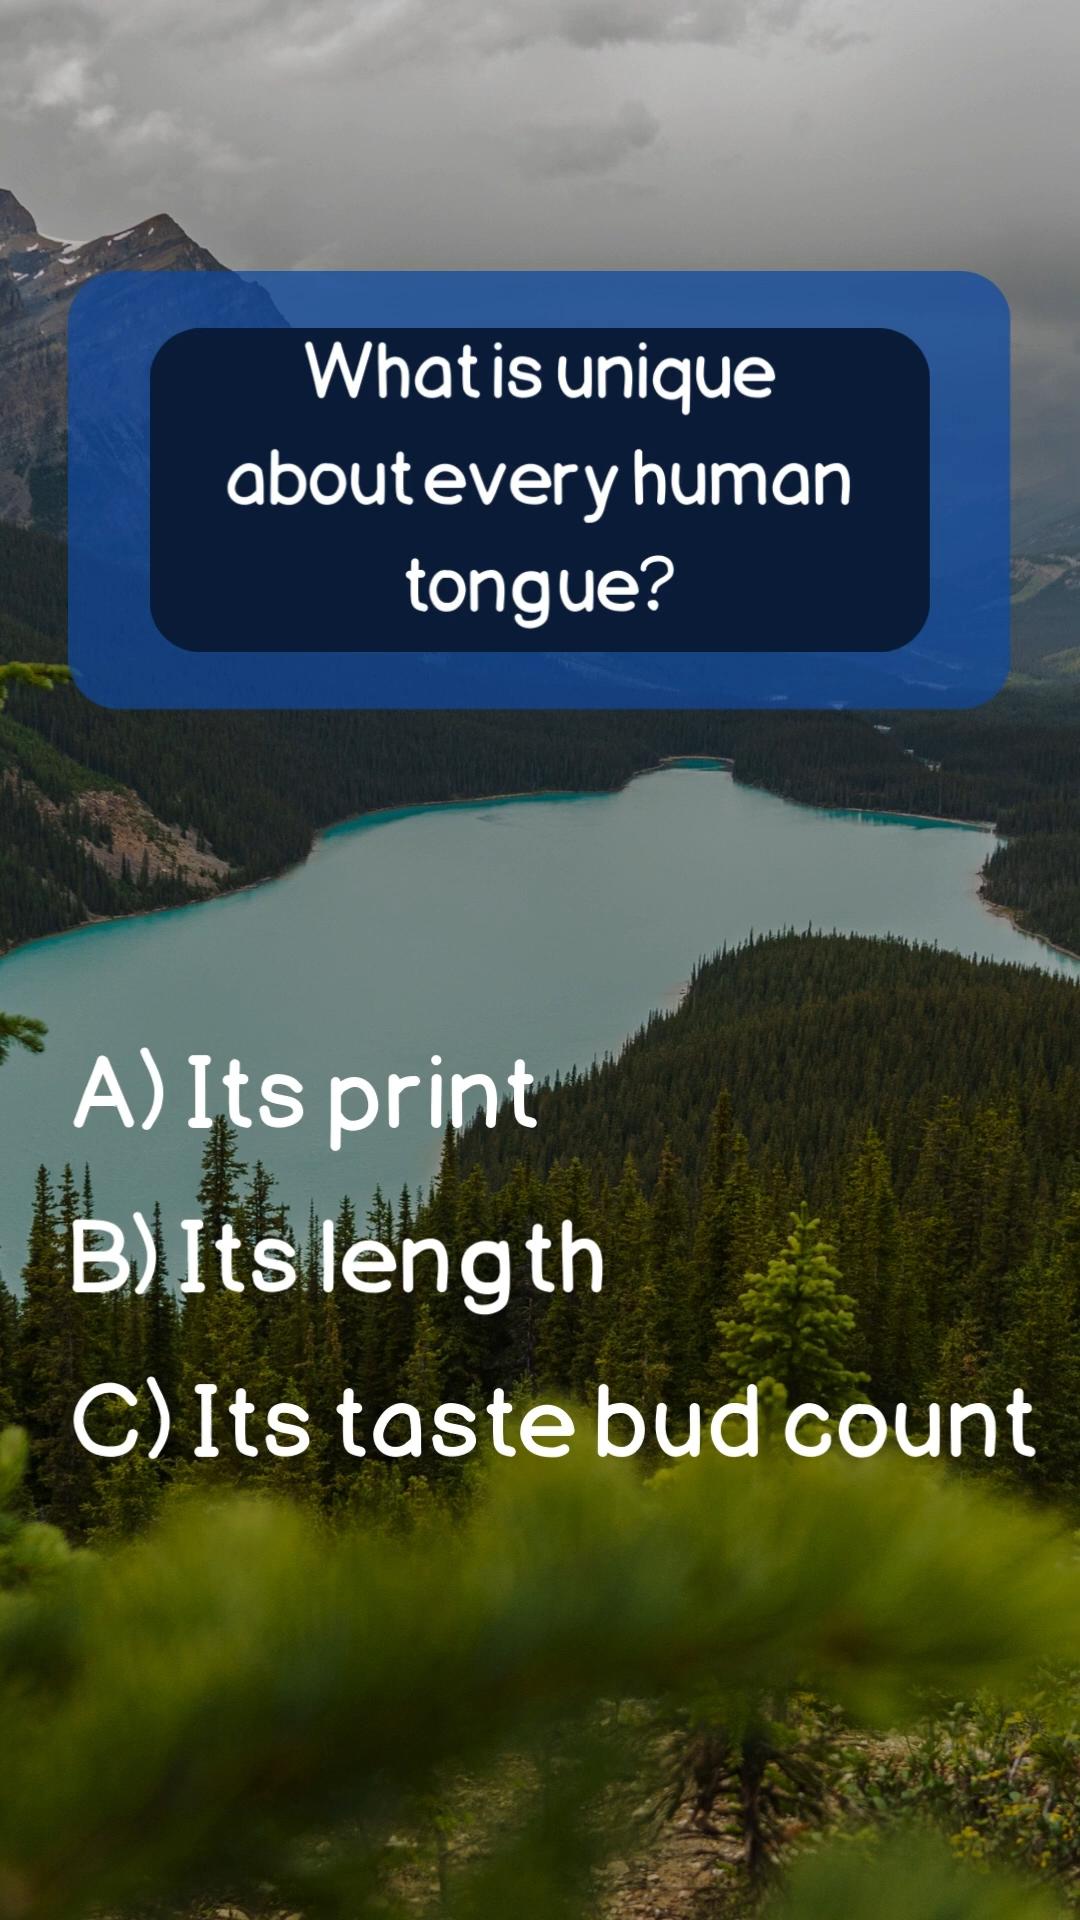 What is unique
about every human
tongue?
A) Its print
B) Its length
C) Its taste bud count